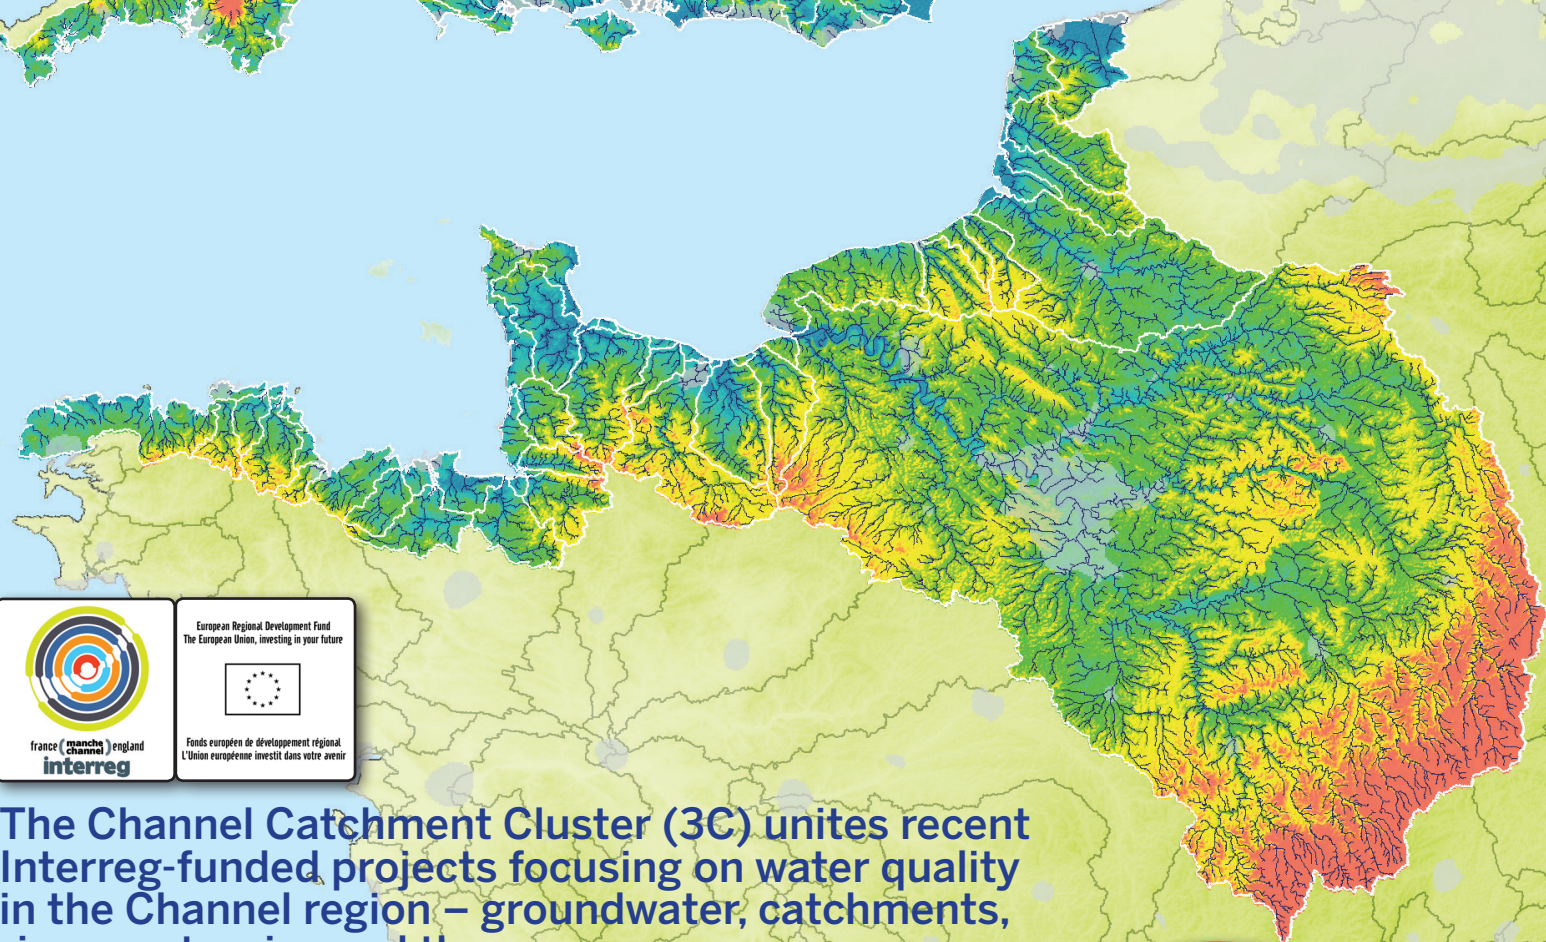 European Regional Development Fund
The European Union, investing in your future
Fonds européen de développement régional
L'Union européenne investit dans votre avenir
france ( manche channel ) england
interreg
The Channel Catchment Cluster (3C) unites recent
Interreg-funded projects focusing on water quality
in the Channel region – groundwater, catchments,